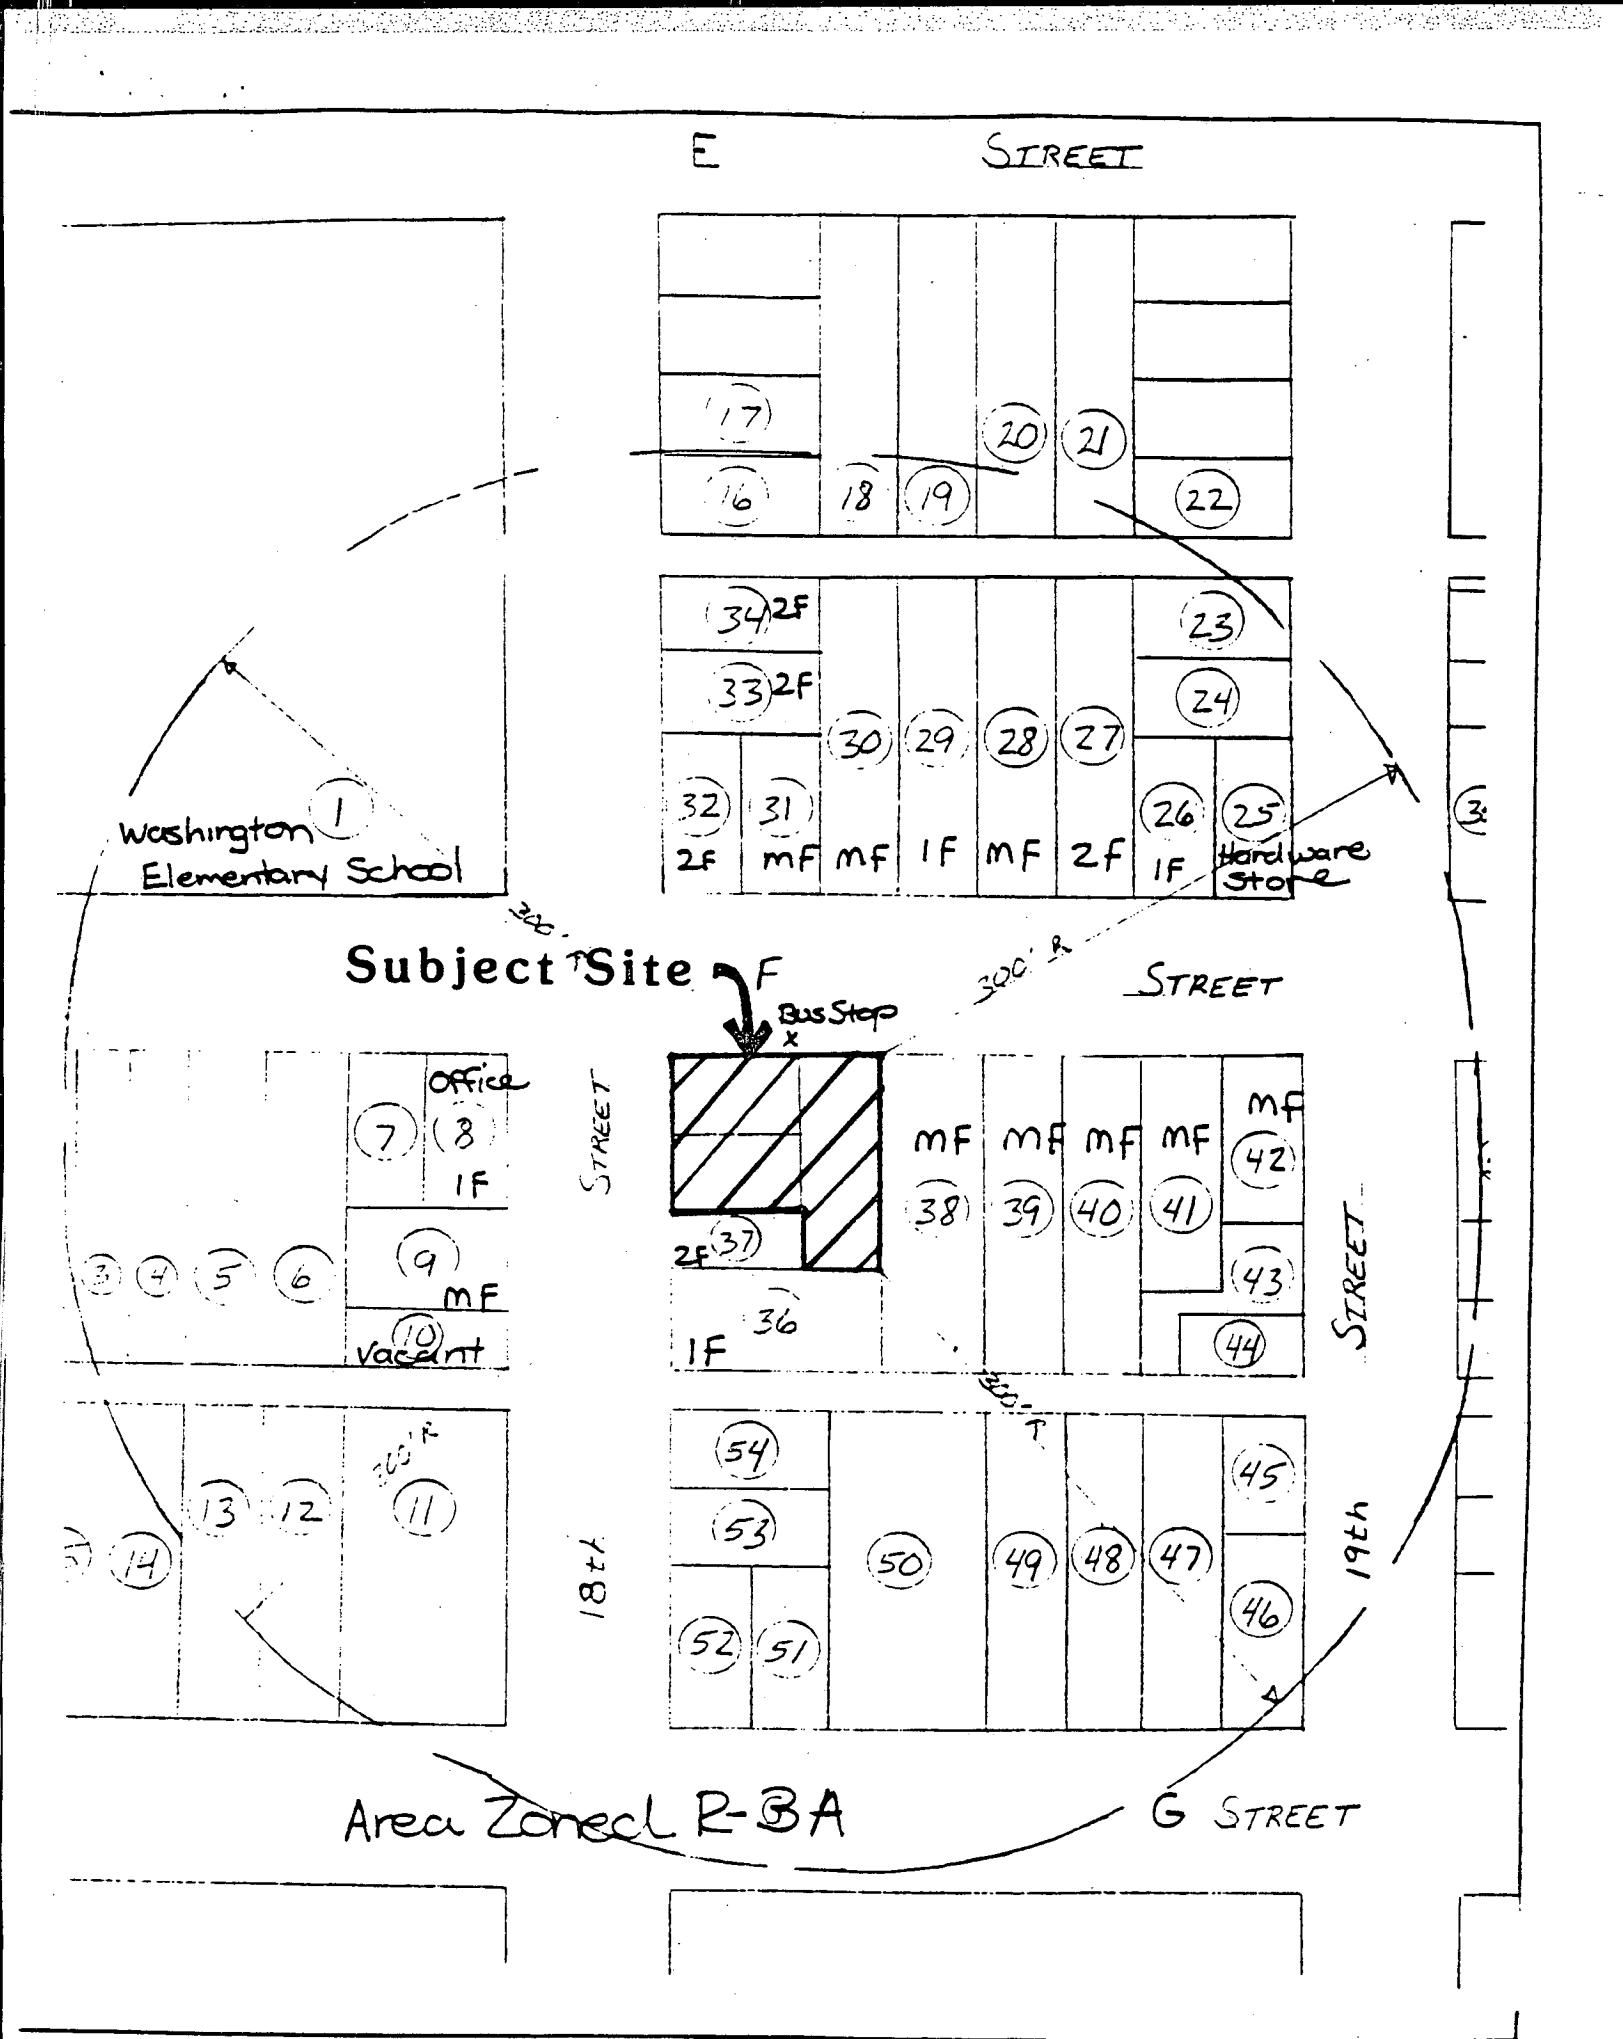 E STREET
17
20 21
16 18 19 22
34 2F 23
33 2F 24
30 29 28 27
1 32 31 26 25
Washington
Elementary School
2F MF MF 1F MF 2F 1F Hardware
Store
300'
300' R
Subject Site F STREET
Bus Stop
x
Office
7 8
1F
STREET
MF MF MF MF MF
42
38 39 40 41
37
2F
9
3 4 5 6
MF
43
10
Vacant
36
1F
44
STREET
300'
300' R
54 45
13 12 11
53
14 50 49 48 47
18th
19th
46
52 51
Area Zoned R-3A G STREET